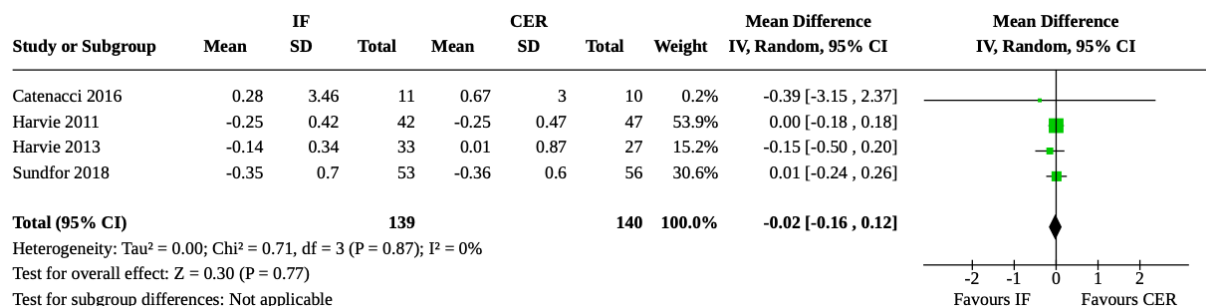 IF CER Mean Difference Mean Difference
Study or Subgroup Mean SD Total Mean SD Total Weight IV, Random, 95% CI IV, Random, 95% CI
Catenacci 2016 0.28 3.46 11 0.67 3 10 0.2% -0.39 [-3.15 , 2.37]
Harvie 2011 -0.25 0.42 42 -0.25 0.47 47 53.9% 0.00 [-0.18 , 0.18]
Harvie 2013 -0.14 0.34 33 0.01 0.87 27 15.2% -0.15 [-0.50 , 0.20]
Sundfor 2018 -0.35 0.7 53 -0.36 0.6 56 30.6% 0.01 [-0.24 , 0.26]
Total (95% CI) 139 140 100.0% -0.02 [-0.16 , 0.12]
Heterogeneity: Tau² = 0.00; Chi² = 0.71, df = 3 (P = 0.87); I² = 0%
Test for overall effect: Z = 0.30 (P = 0.77) -2 -1 0 1 2
Test for subgroup differences: Not applicable Favours IF Favours CER